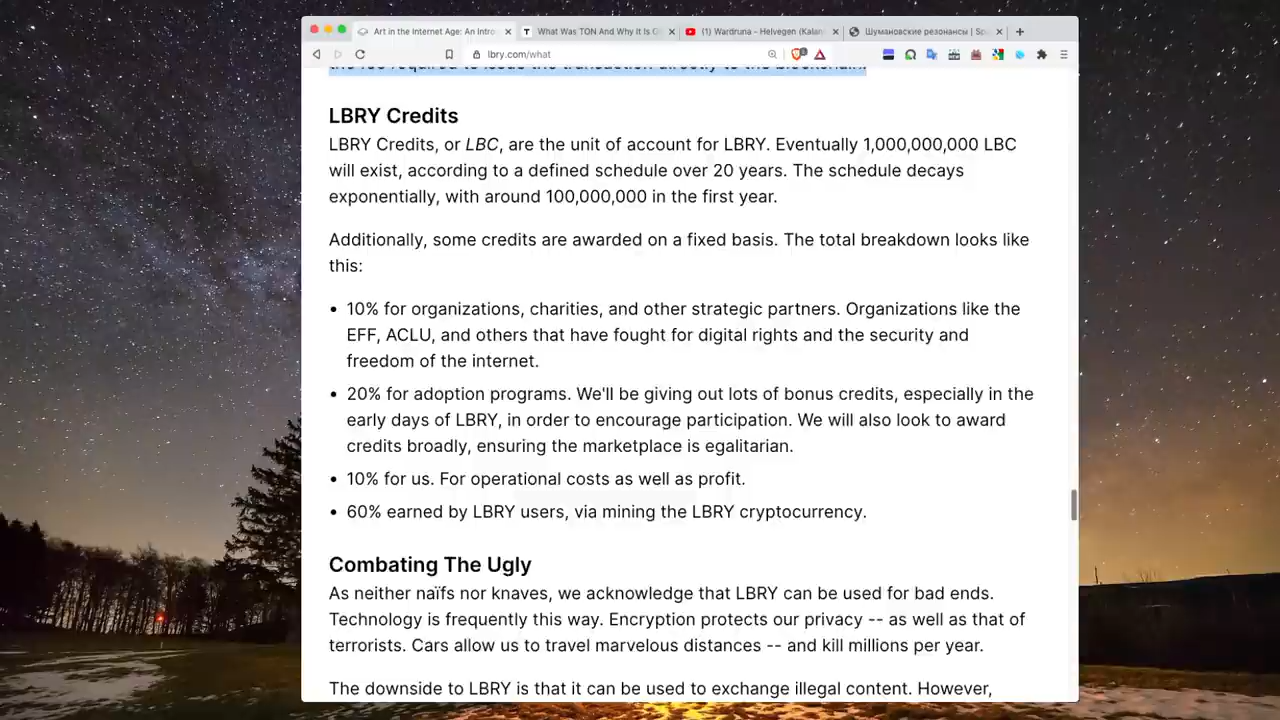 Art in the Internet Age: An Intro
What Was TON And Why It Is O
(1) Wardruna – Helvegen (Kalan
Шумановские резонансы | Sp
lbry.com/what
LBRY Credits
LBRY Credits, or LBC, are the unit of account for LBRY. Eventually 1,000,000,000 LBC
will exist, according to a defined schedule over 20 years. The schedule decays
exponentially, with around 100,000,000 in the first year.
Additionally, some credits are awarded on a fixed basis. The total breakdown looks like
this:
• 10% for organizations, charities, and other strategic partners. Organizations like the
EFF, ACLU, and others that have fought for digital rights and the security and
freedom of the internet.
• 20% for adoption programs. We'll be giving out lots of bonus credits, especially in the
early days of LBRY, in order to encourage participation. We will also look to award
credits broadly, ensuring the marketplace is egalitarian.
• 10% for us. For operational costs as well as profit.
• 60% earned by LBRY users, via mining the LBRY cryptocurrency.
Combating The Ugly
As neither naïfs nor knaves, we acknowledge that LBRY can be used for bad ends.
Technology is frequently this way. Encryption protects our privacy -- as well as that of
terrorists. Cars allow us to travel marvelous distances -- and kill millions per year.
The downside to LBRY is that it can be used to exchange illegal content. However,